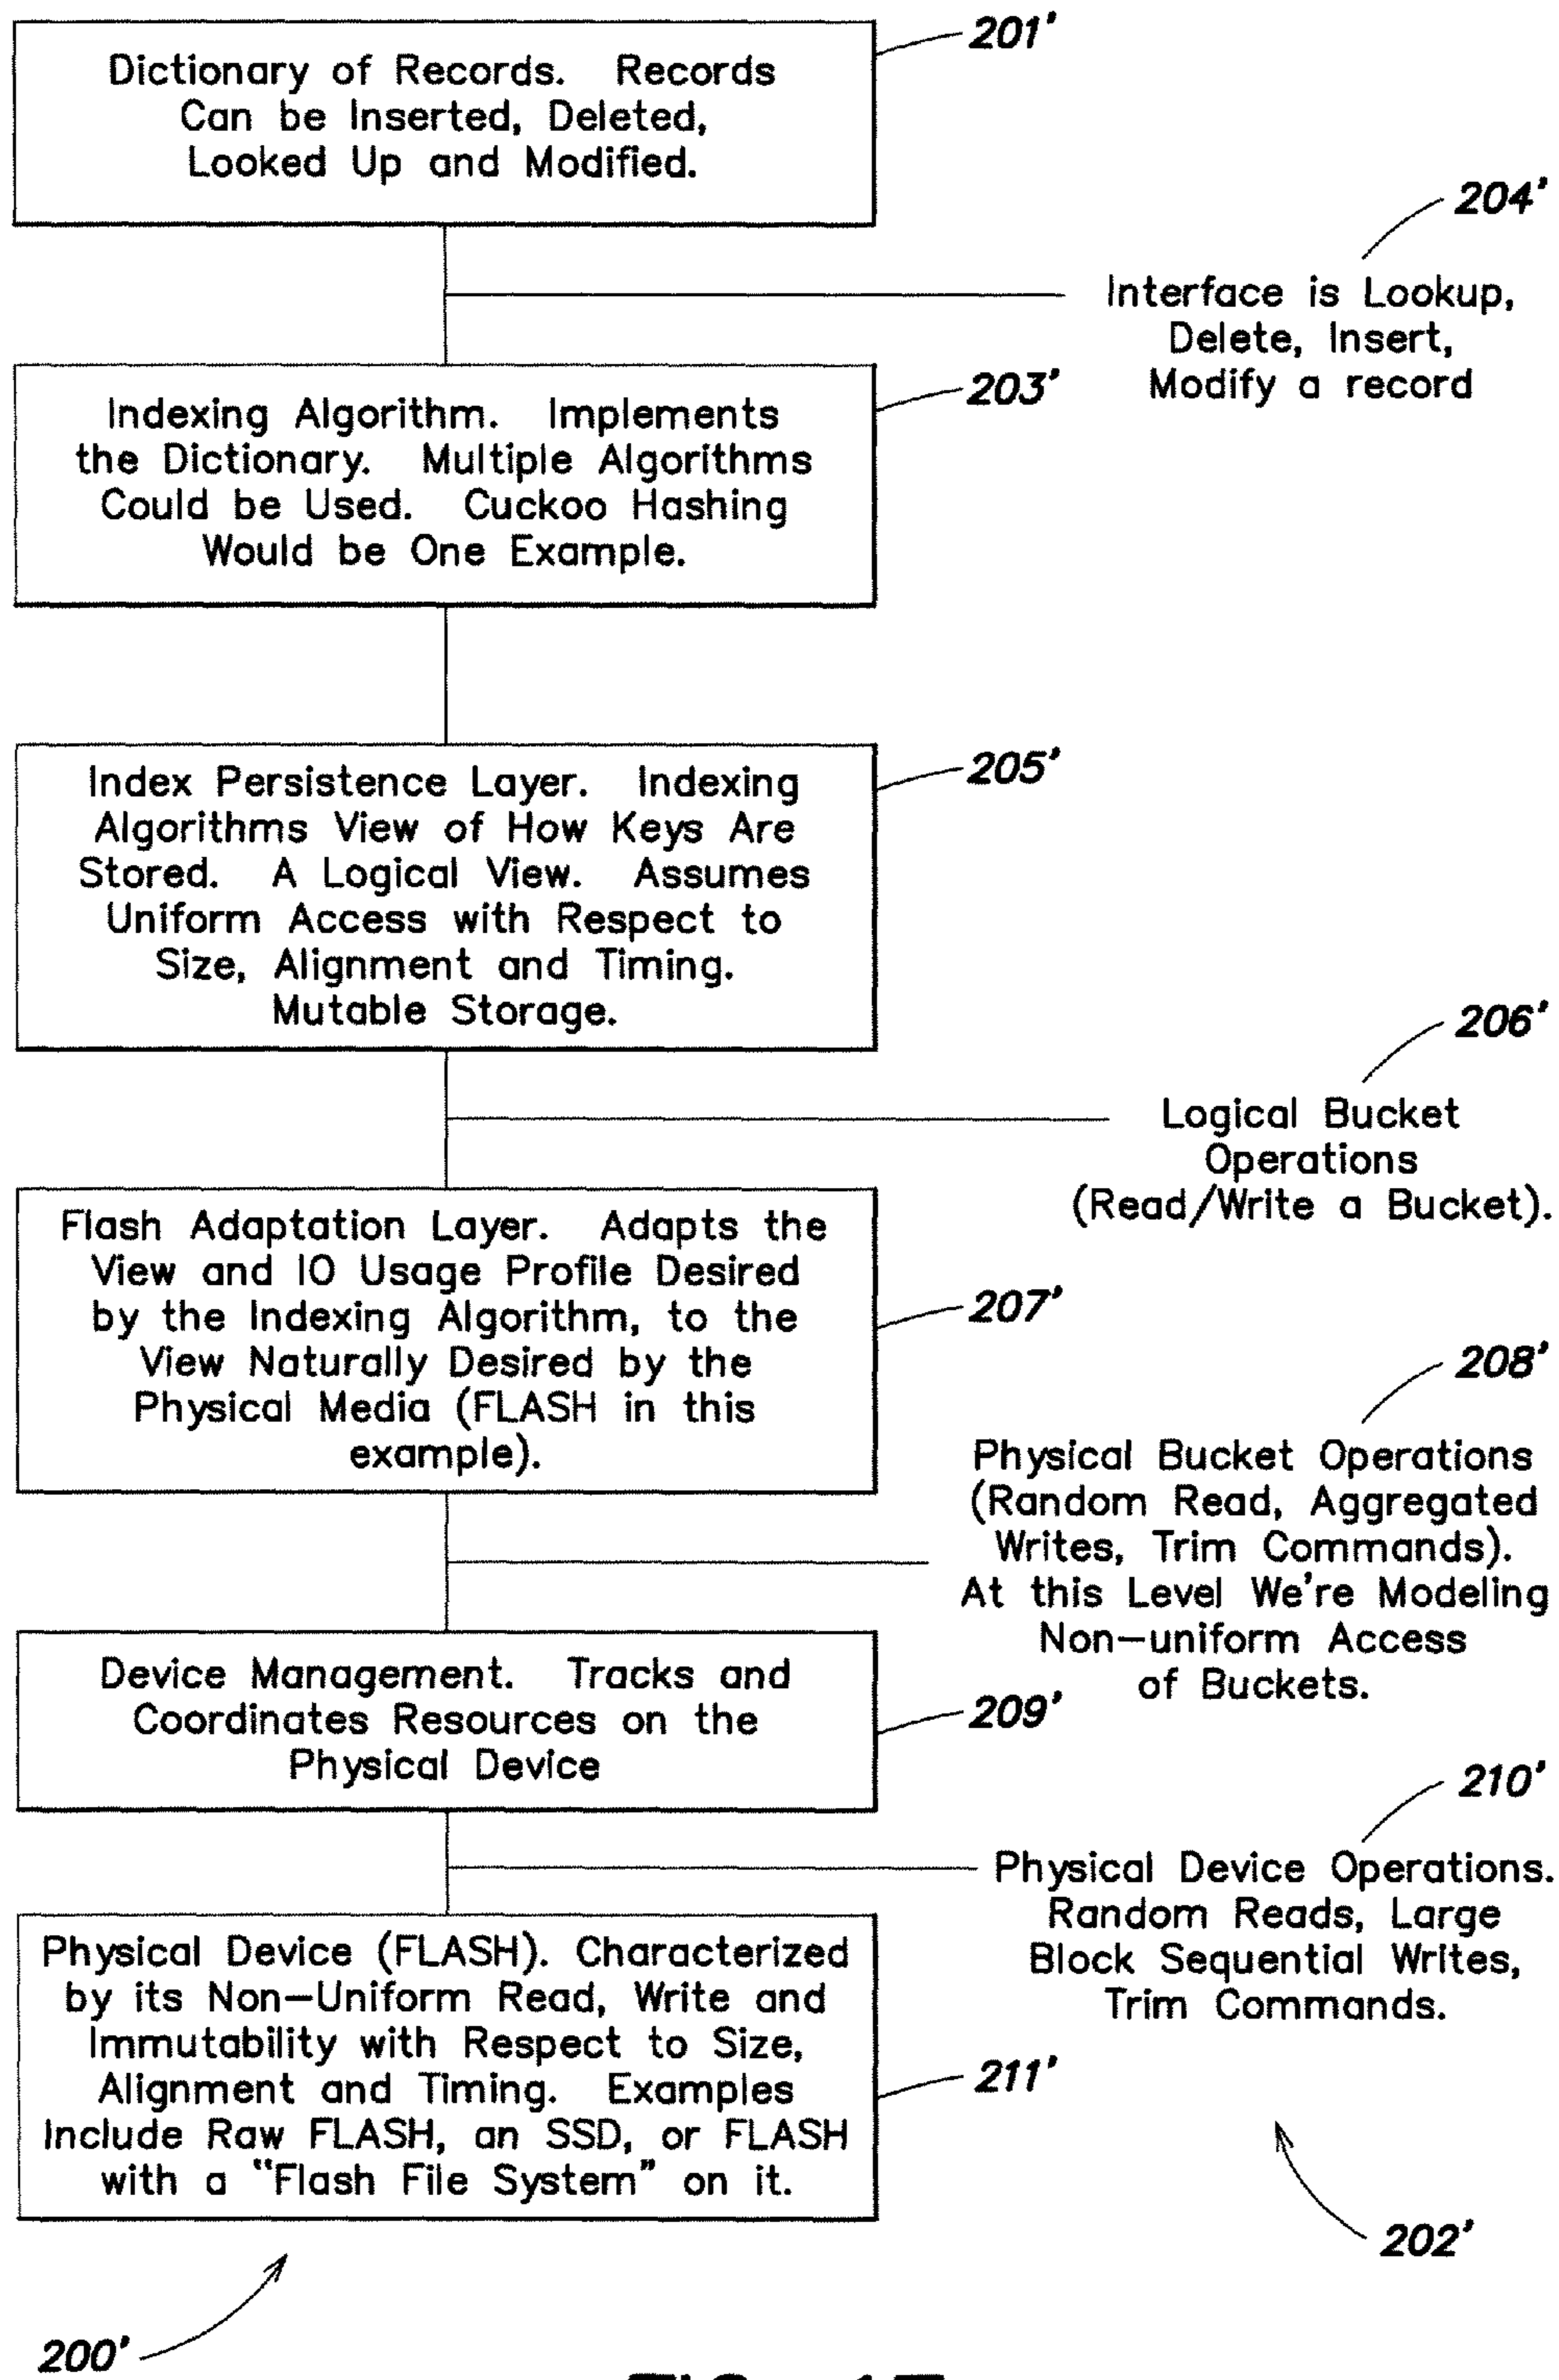 201'
Dictionary of Records. Records
Can be Inserted, Deleted,
Looked Up and Modified.
204'
Interface is Lookup,
Delete, Insert,
Modify a record
203'
Indexing Algorithm. Implements
the Dictionary. Multiple Algorithms
Could be Used. Cuckoo Hashing
Would be One Example.
205'
Index Persistence Layer. Indexing
Algorithms View of How Keys Are
Stored. A Logical View. Assumes
Uniform Access with Respect to
Size, Alignment and Timing.
Mutable Storage.
206'
Logical Bucket
Operations
(Read/Write a Bucket).
Flash Adaptation Layer. Adapts the
View and IO Usage Profile Desired
by the Indexing Algorithm, to the
View Naturally Desired by the
Physical Media (FLASH in this
example).
207'
208'
Physical Bucket Operations
(Random Read, Aggregated
Writes, Trim Commands).
At this Level We're Modeling
Non-uniform Access
of Buckets.
Device Management. Tracks and
Coordinates Resources on the
Physical Device
209'
210'
Physical Device Operations.
Random Reads, Large
Block Sequential Writes,
Trim Commands.
Physical Device (FLASH). Characterized
by its Non-Uniform Read, Write and
Immutability with Respect to Size,
Alignment and Timing. Examples
Include Raw FLASH, an SSD, or FLASH
with a "Flash File System" on it.
211'
202'
200'